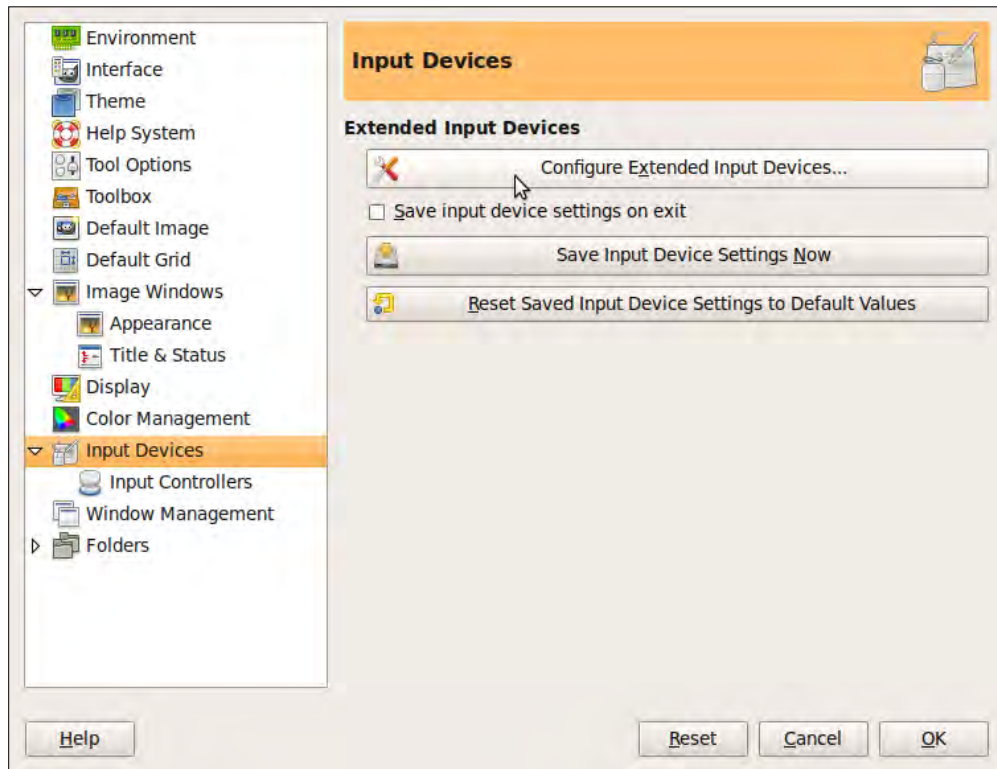 Environment
Interface
Theme
Help System
Tool Options
Toolbox
Default Image
Default Grid
Image Windows
Appearance
Title & Status
Display
Color Management
Input Devices
Input Controllers
Window Management
Folders
Input Devices
Extended Input Devices
Configure Extended Input Devices...
Save input device settings on exit
Save Input Device Settings Now
Reset Saved Input Device Settings to Default Values
Help
Reset
Cancel
OK